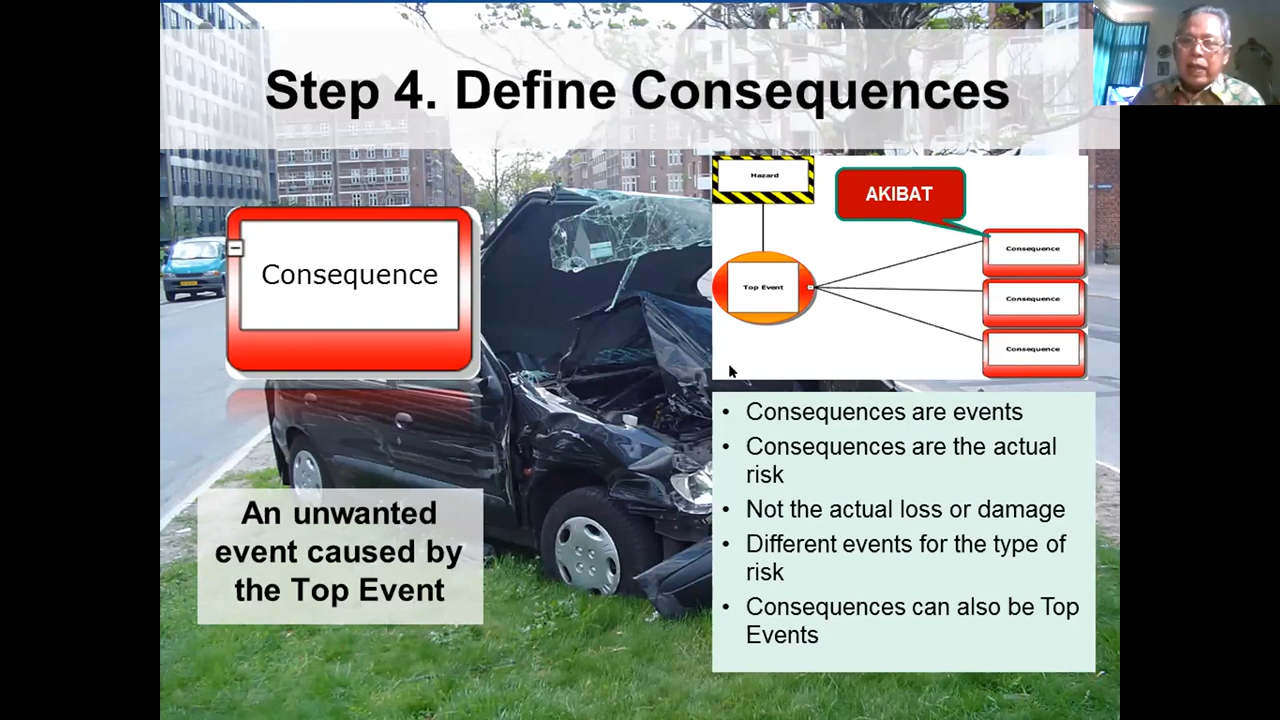 Step 4. Define Consequences
Consequence
An unwanted
event caused by
the Top Event
Hazard
AKIBAT
Top Event
Consequence
Consequence
Consequence
• Consequences are events
• Consequences are the actual
risk
• Not the actual loss or damage
• Different events for the type of
risk
• Consequences can also be Top
Events